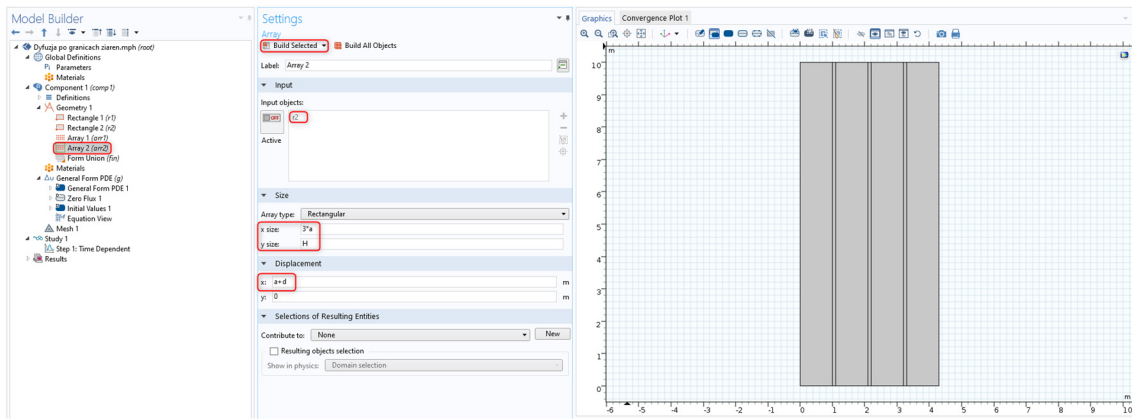 Model Builder
Dyfuzja po granicach ziaren.mph (root)
Global Definitions
Pi Parameters
Materials
Component 1 (comp1)
Definitions
Geometry 1
Rectangle 1 (r1)
Rectangle 2 (r2)
Array 1 (arr1)
Array 2 (arr2)
Form Union (fin)
Materials
Δu General Form PDE (g)
General Form PDE 1
Zero Flux 1
Initial Values 1
Equation View
Mesh 1
Study 1
Step 1: Time Dependent
Results
Settings
Array
Build Selected
Build All Objects
Label: Array 2
Input
Input objects:
OFF
r2
Active
Size
Array type: Rectangular
x size: 3*a
y size: H
Displacement
x: a+d m
y: 0 m
Selections of Resulting Entities
Contribute to: None New
Resulting objects selection
Show in physics: Domain selection
Graphics Convergence Plot 1
m
10
9
8
7
6
5
4
3
2
1
0
m
-6 -5 -4 -3 -2 -1 0 1 2 3 4 5 6 7 8 9 10